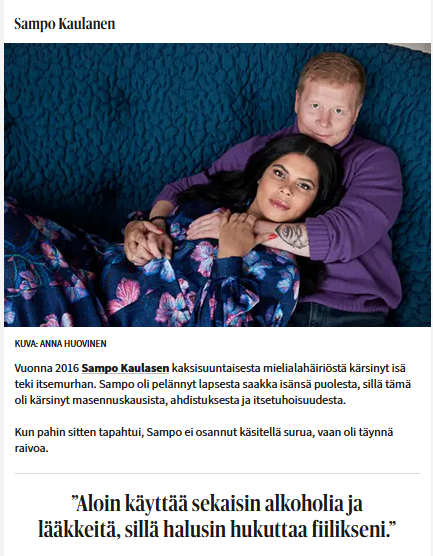 Sampo Kaulanen
KUVA: ANNA HUOVINEN
Vuonna 2016 Sampo Kaulasen kaksisuuntaisesta mielialahäiriöstä kärsinyt isä
teki itsemurhan. Sampo oli pelännyt lapsesta saakka isänsä puolesta, sillä tämä
oli kärsinyt masennuskausista, ahdistuksesta ja itsetuhoisuudesta.
Kun pahin sitten tapahtui, Sampo ei osannut käsitellä surua, vaan oli täynnä
raivoa.
”Aloin käyttää sekaisin alkoholia ja
lääkkeitä, sillä halusin hukuttaa fiilikseni.”